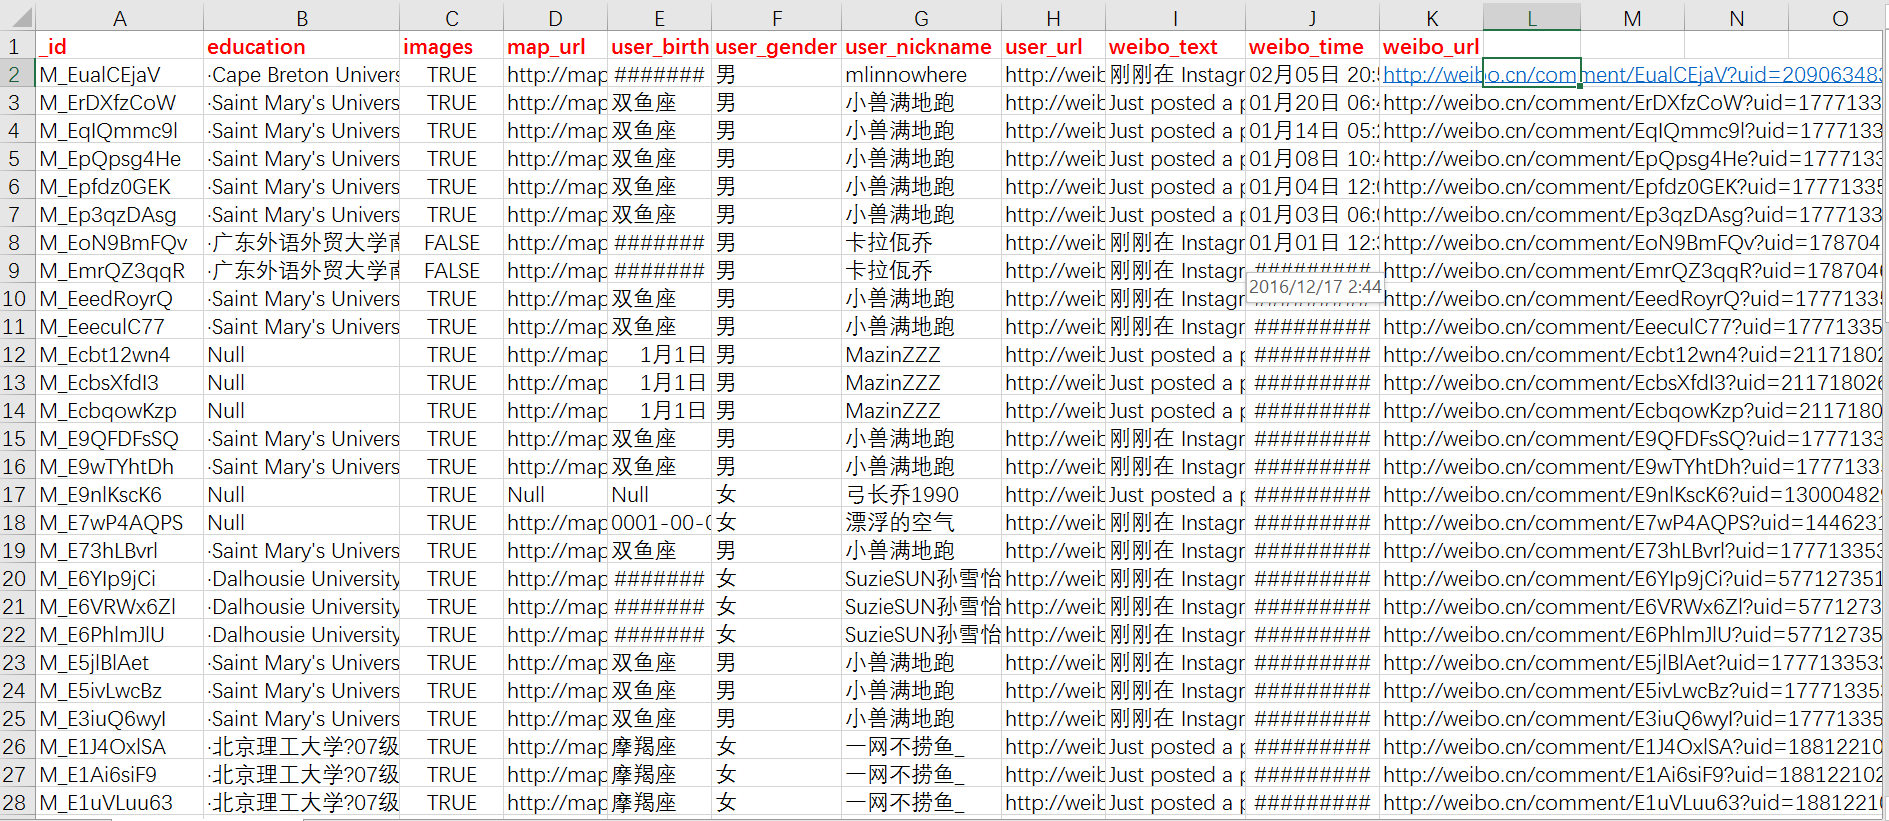 A B C D E F G H I J K L M N O
1 _id education images map_url user_birth user_gender user_nickname user_url weibo_text weibo_time weibo_url
2 M_EualCEjaV ·Cape Breton Univers TRUE http://map ####### 男 mlinnowhere http://weib 刚刚在 Instagr 02月05日 20:5 http://weibo.cn/comment/EualCEjaV?uid=209063483
3 M_ErDXfzCoW ·Saint Mary's Univers TRUE http://map 双鱼座 男 小兽满地跑 http://weib Just posted a p 01月20日 06:4 http://weibo.cn/comment/ErDXfzCoW?uid=1777133
4 M_EqIQmmc9l ·Saint Mary's Univers TRUE http://map 双鱼座 男 小兽满地跑 http://weib Just posted a p 01月14日 05:2 http://weibo.cn/comment/EqIQmmc9l?uid=1777133
5 M_EpQpsg4He ·Saint Mary's Univers TRUE http://map 双鱼座 男 小兽满地跑 http://weib Just posted a p 01月08日 10:4 http://weibo.cn/comment/EpQpsg4He?uid=1777133
6 M_Epfdz0GEK ·Saint Mary's Univers TRUE http://map 双鱼座 男 小兽满地跑 http://weib Just posted a p 01月04日 12:0 http://weibo.cn/comment/Epfdz0GEK?uid=17771335
7 M_Ep3qzDAsg ·Saint Mary's Univers TRUE http://map 双鱼座 男 小兽满地跑 http://weib Just posted a p 01月03日 06:0 http://weibo.cn/comment/Ep3qzDAsg?uid=1777133
8 M_EoN9BmFQv ·广东外语外贸大学南 FALSE http://map ####### 男 卡拉佤乔 http://weib 刚刚在 Instagr 01月01日 12:3 http://weibo.cn/comment/EoN9BmFQv?uid=178704
9 M_EmrQZ3qqR ·广东外语外贸大学南 FALSE http://map ####### 男 卡拉佤乔 http://weib 刚刚在 Instagr ######### http://weibo.cn/comment/EmrQZ3qqR?uid=1787046
2016/12/17 2:44
10 M_EeedRoyrQ ·Saint Mary's Univers TRUE http://map 双鱼座 男 小兽满地跑 http://weib 刚刚在 Instagr ######### http://weibo.cn/comment/EeedRoyrQ?uid=17771335
11 M_EeeculC77 ·Saint Mary's Univers TRUE http://map 双鱼座 男 小兽满地跑 http://weib 刚刚在 Instagr ######### http://weibo.cn/comment/EeeculC77?uid=17771335
12 M_Ecbt12wn4 Null TRUE http://map 1月1日 男 MazinZZZ http://weib Just posted a p ######### http://weibo.cn/comment/Ecbt12wn4?uid=21171802
13 M_EcbsXfdI3 Null TRUE http://map 1月1日 男 MazinZZZ http://weib Just posted a p ######### http://weibo.cn/comment/EcbsXfdI3?uid=211718026
14 M_EcbqowKzp Null TRUE http://map 1月1日 男 MazinZZZ http://weib Just posted a p ######### http://weibo.cn/comment/EcbqowKzp?uid=2117180
15 M_E9QFDFsSQ ·Saint Mary's Univers TRUE http://map 双鱼座 男 小兽满地跑 http://weib 刚刚在 Instagr ######### http://weibo.cn/comment/E9QFDFsSQ?uid=1777133
16 M_E9wTYhtDh ·Saint Mary's Univers TRUE http://map 双鱼座 男 小兽满地跑 http://weib 刚刚在 Instagr ######### http://weibo.cn/comment/E9wTYhtDh?uid=1777133
17 M_E9nlKscK6 Null TRUE Null Null 女 弓长乔1990 http://weib Just posted a p ######### http://weibo.cn/comment/E9nlKscK6?uid=130004829
18 M_E7wP4AQPS Null TRUE http://map 0001-00-0 女 漂浮的空气 http://weib 刚刚在 Instagr ######### http://weibo.cn/comment/E7wP4AQPS?uid=1446231
19 M_E73hLBvrl ·Saint Mary's Univers TRUE http://map 双鱼座 男 小兽满地跑 http://weib 刚刚在 Instagr ######### http://weibo.cn/comment/E73hLBvrl?uid=177713353
20 M_E6YIp9jCi ·Dalhousie University TRUE http://map ####### 女 SuzieSUN孙雪怡 http://weib 刚刚在 Instagr ######### http://weibo.cn/comment/E6YIp9jCi?uid=577127351
21 M_E6VRWx6Zl ·Dalhousie University TRUE http://map ####### 女 SuzieSUN孙雪怡 http://weib 刚刚在 Instagr ######### http://weibo.cn/comment/E6VRWx6Zl?uid=5771273
22 M_E6PhlmJlU ·Dalhousie University TRUE http://map ####### 女 SuzieSUN孙雪怡 http://weib 刚刚在 Instagr ######### http://weibo.cn/comment/E6PhlmJlU?uid=57712735
23 M_E5jlBlAet ·Saint Mary's Univers TRUE http://map 双鱼座 男 小兽满地跑 http://weib 刚刚在 Instagr ######### http://weibo.cn/comment/E5jlBlAet?uid=1777133533
24 M_E5ivLwcBz ·Saint Mary's Univers TRUE http://map 双鱼座 男 小兽满地跑 http://weib 刚刚在 Instagr ######### http://weibo.cn/comment/E5ivLwcBz?uid=177713353
25 M_E3iuQ6wyI ·Saint Mary's Univers TRUE http://map 双鱼座 男 小兽满地跑 http://weib 刚刚在 Instagr ######### http://weibo.cn/comment/E3iuQ6wyI?uid=17771335
26 M_E1J4OxlSA ·北京理工大学?07级 TRUE http://map 摩羯座 女 一网不捞鱼_ http://weib Just posted a p ######### http://weibo.cn/comment/E1J4OxlSA?uid=18812210
27 M_E1Ai6siF9 ·北京理工大学?07级 TRUE http://map 摩羯座 女 一网不捞鱼_ http://weib Just posted a p ######### http://weibo.cn/comment/E1Ai6siF9?uid=188122102
28 M_E1uVLuu63 ·北京理工大学?07级 TRUE http://map 摩羯座 女 一网不捞鱼_ http://weib Just posted a p ######### http://weibo.cn/comment/E1uVLuu63?uid=1881221